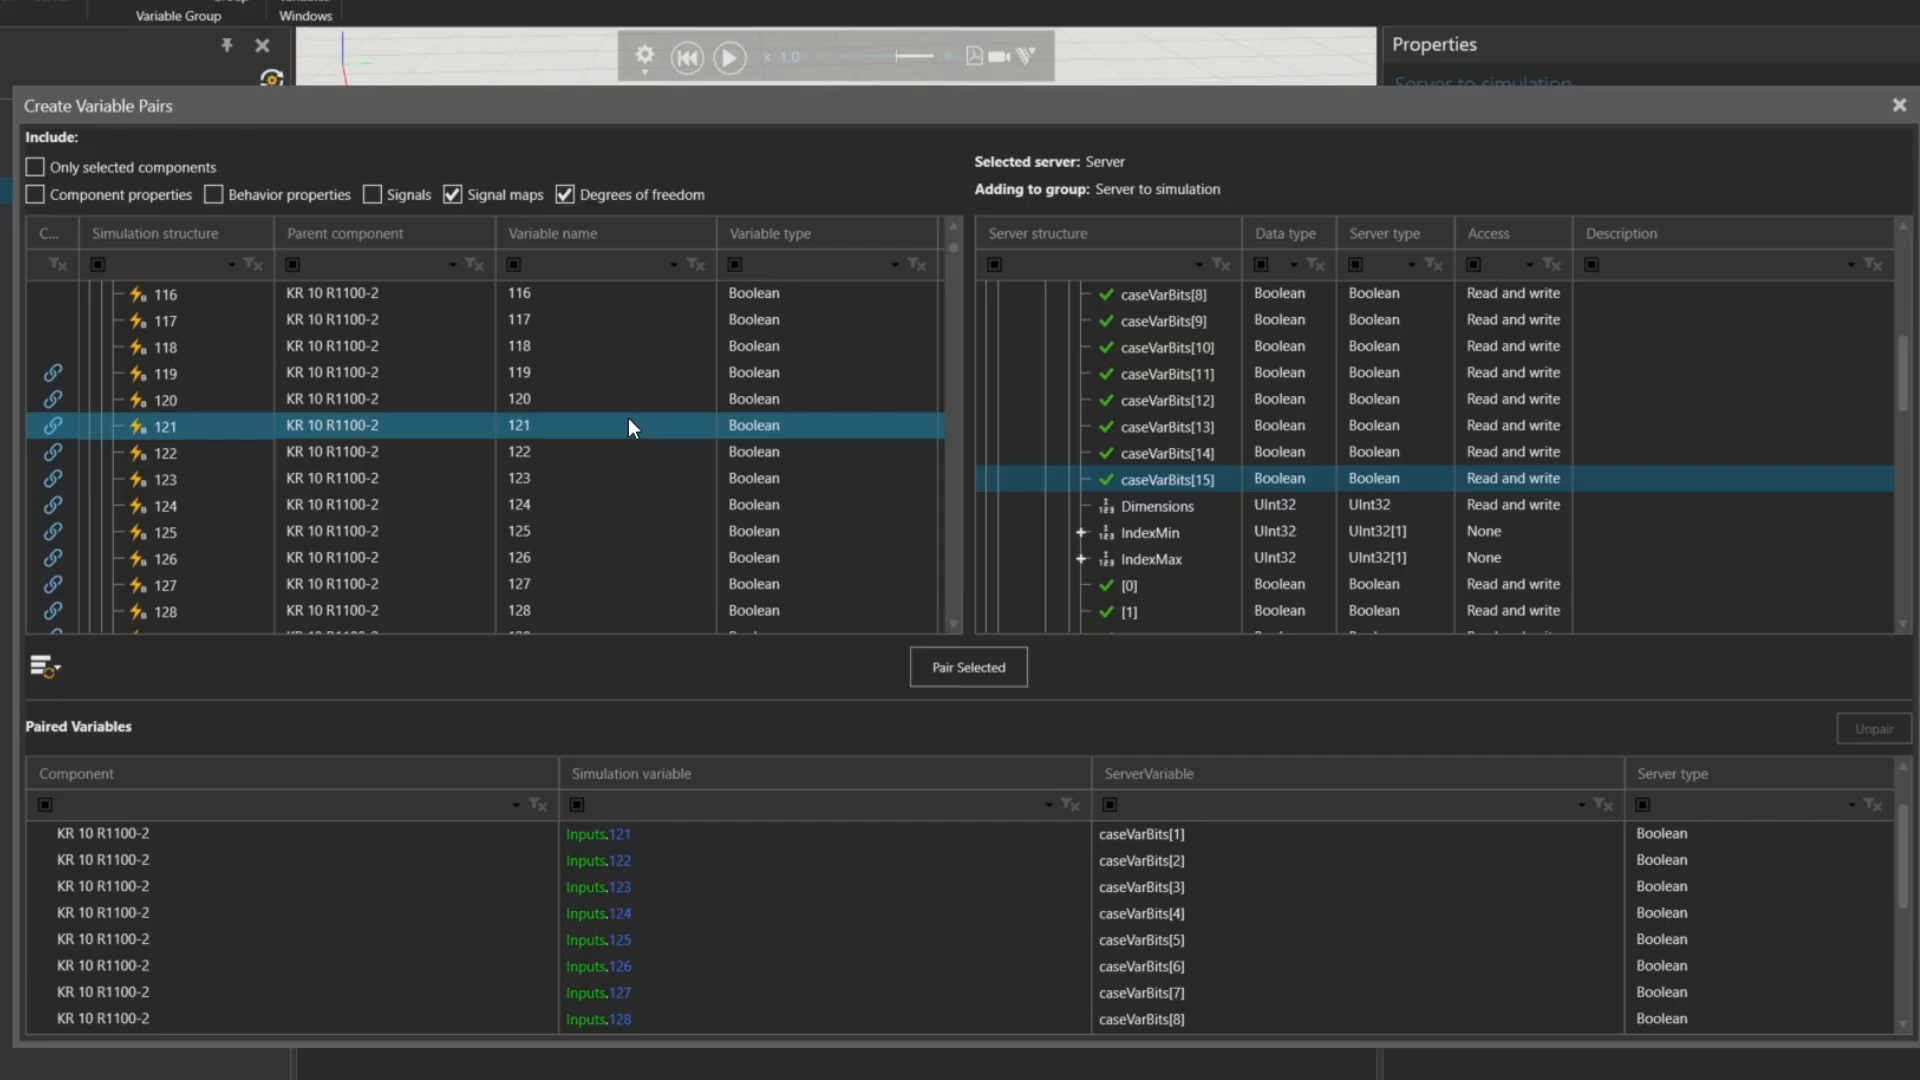 Variable Group
Windows
x 1.0
Properties
Server to simulation
Create Variable Pairs
Include:
Only selected components
Component properties Behavior properties Signals Signal maps Degrees of freedom
Selected server: Server
Adding to group: Server to simulation
C... Simulation structure Parent component Variable name Variable type
116 KR 10 R1100-2 116 Boolean
117 KR 10 R1100-2 117 Boolean
118 KR 10 R1100-2 118 Boolean
119 KR 10 R1100-2 119 Boolean
120 KR 10 R1100-2 120 Boolean
121 KR 10 R1100-2 121 Boolean
122 KR 10 R1100-2 122 Boolean
123 KR 10 R1100-2 123 Boolean
124 KR 10 R1100-2 124 Boolean
125 KR 10 R1100-2 125 Boolean
126 KR 10 R1100-2 126 Boolean
127 KR 10 R1100-2 127 Boolean
128 KR 10 R1100-2 128 Boolean
Server structure Data type Server type Access Description
caseVarBits[8] Boolean Boolean Read and write
caseVarBits[9] Boolean Boolean Read and write
caseVarBits[10] Boolean Boolean Read and write
caseVarBits[11] Boolean Boolean Read and write
caseVarBits[12] Boolean Boolean Read and write
caseVarBits[13] Boolean Boolean Read and write
caseVarBits[14] Boolean Boolean Read and write
caseVarBits[15] Boolean Boolean Read and write
Dimensions UInt32 UInt32 Read and write
IndexMin UInt32 UInt32[1] None
IndexMax UInt32 UInt32[1] None
[0] Boolean Boolean Read and write
[1] Boolean Boolean Read and write
Pair Selected
Paired Variables
Unpair
Component Simulation variable ServerVariable Server type
KR 10 R1100-2 Inputs.121 caseVarBits[1] Boolean
KR 10 R1100-2 Inputs.122 caseVarBits[2] Boolean
KR 10 R1100-2 Inputs.123 caseVarBits[3] Boolean
KR 10 R1100-2 Inputs.124 caseVarBits[4] Boolean
KR 10 R1100-2 Inputs.125 caseVarBits[5] Boolean
KR 10 R1100-2 Inputs.126 caseVarBits[6] Boolean
KR 10 R1100-2 Inputs.127 caseVarBits[7] Boolean
KR 10 R1100-2 Inputs.128 caseVarBits[8] Boolean